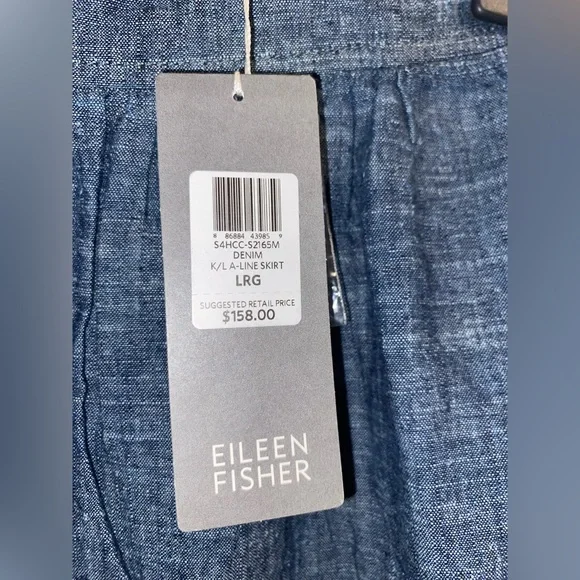 8 86884 43985 9
S4HCC-S2165M
DENIM
K/L A-LINE SKIRT
LRG
SUGGESTED RETAIL PRICE
$158.00
EILEEN
FISHER